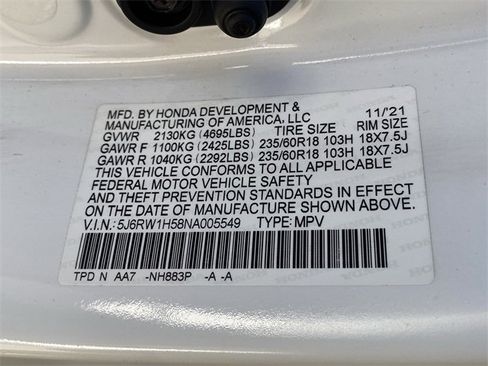 MFD. BY HONDA DEVELOPMENT & 11/'21
MANUFACTURING OF AMERICA, LLC
GVWR 2130KG (4695LBS) TIRE SIZE RIM SIZE
GAWR F 1100KG (2425LBS) 235/60R18 103H 18X7.5J
GAWR R 1040KG (2292LBS) 235/60R18 103H 18X7.5J
THIS VEHICLE CONFORMS TO ALL APPLICABLE
FEDERAL MOTOR VEHICLE SAFETY
AND THEFT PREVENTION STANDARDS IN EFFECT
ON THE DATE OF MANUFACTURE SHOWN ABOVE.
V.I.N.: 5J6RW1H58NA005549 TYPE: MPV
TPD N AA7 -NH883P -A -A